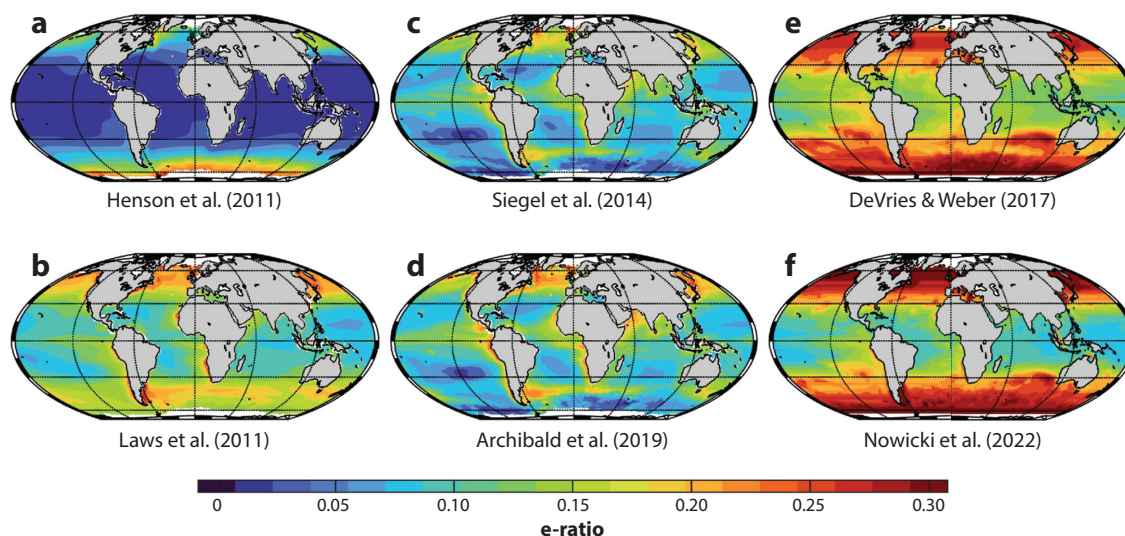 a
c
e
Henson et al. (2011)
Siegel et al. (2014)
DeVries & Weber (2017)
b
d
f
Laws et al. (2011)
Archibald et al. (2019)
Nowicki et al. (2022)
0 0.05 0.10 0.15 0.20 0.25 0.30
e-ratio